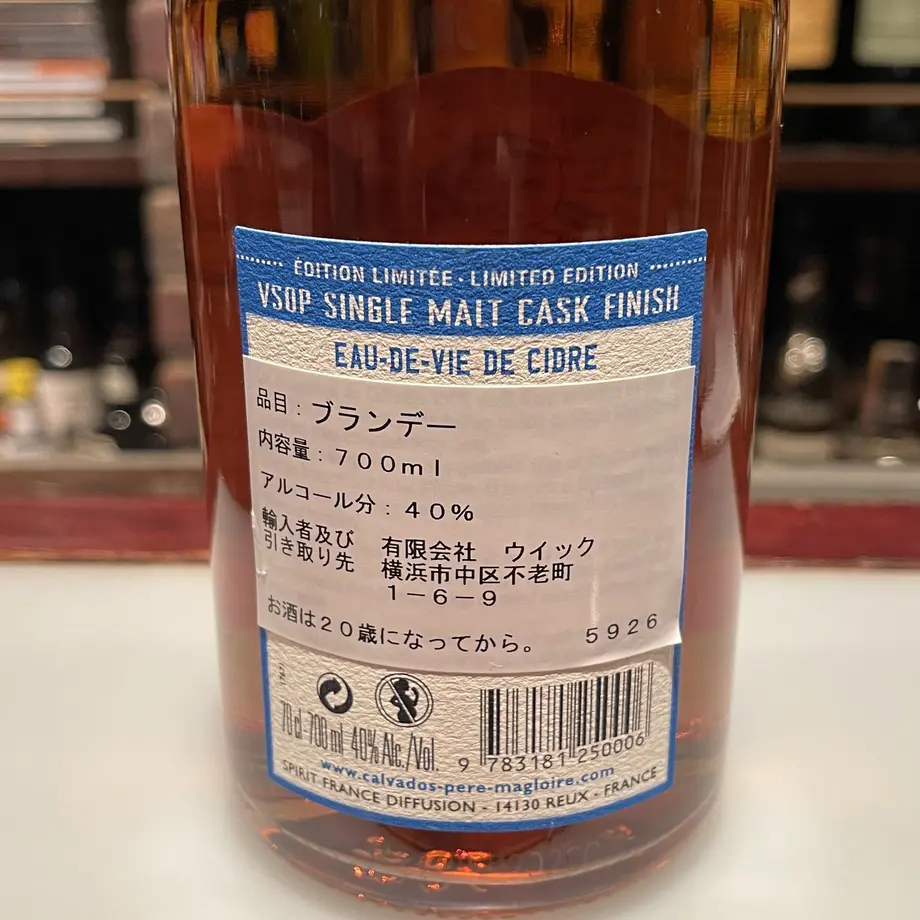 ÉDITION LIMITÉE · LIMITED EDITION
VSOP SINGLE MALT CASK FINISH
EAU-DE-VIE DE CIDRE
品目：ブランデー
内容量：７００ｍｌ
アルコール分：４０％
輸入者及び
引き取り先
有限会社　ウイック
横浜市中区不老町
１－６－９
お酒は２０歳になってから。
５９２６
70 cl-700 ml 40% Alc./Vol.
9 783181 250006
www.calvados-pere-magloire.com
SPIRIT FRANCE DIFFUSION - 14130 REUX - FRANCE